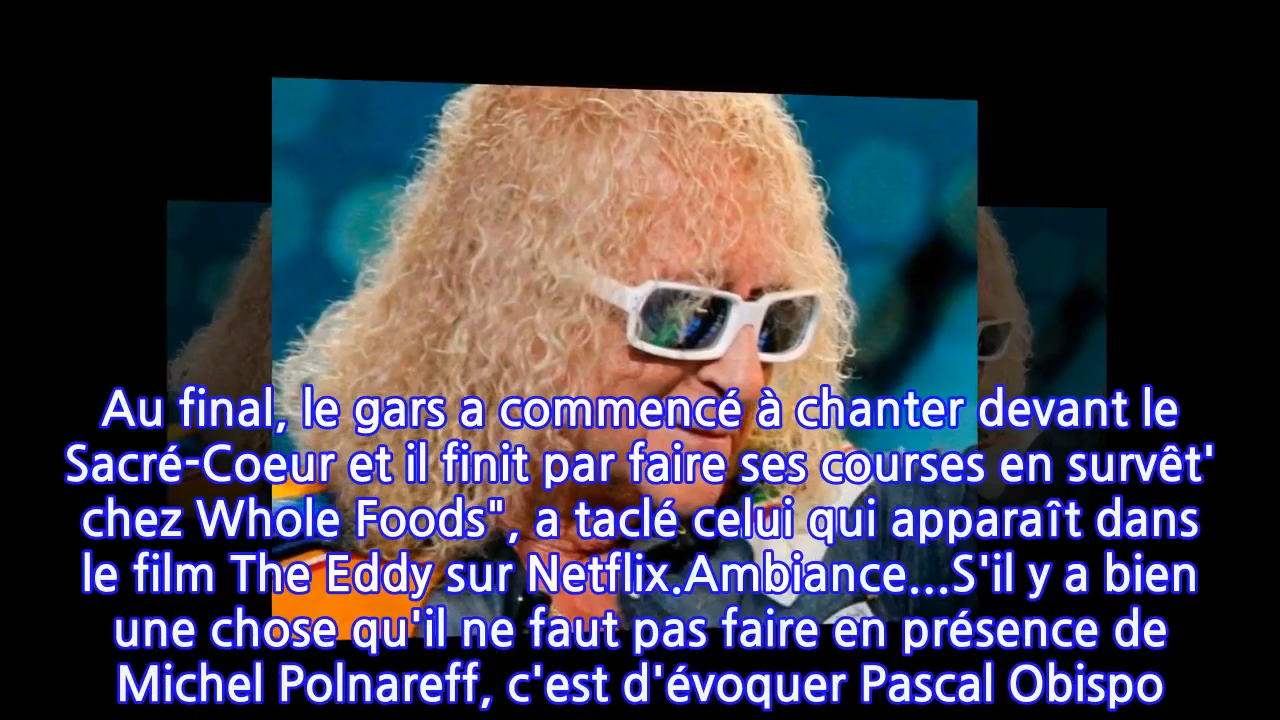 Au final, le gars a commencé à chanter devant le
Sacré-Coeur et il finit par faire ses courses en survêt'
chez Whole Foods", a taclé celui qui apparaît dans
le film The Eddy sur Netflix.Ambiance...S'il y a bien
une chose qu'il ne faut pas faire en présence de
Michel Polnareff, c'est d'évoquer Pascal Obispo